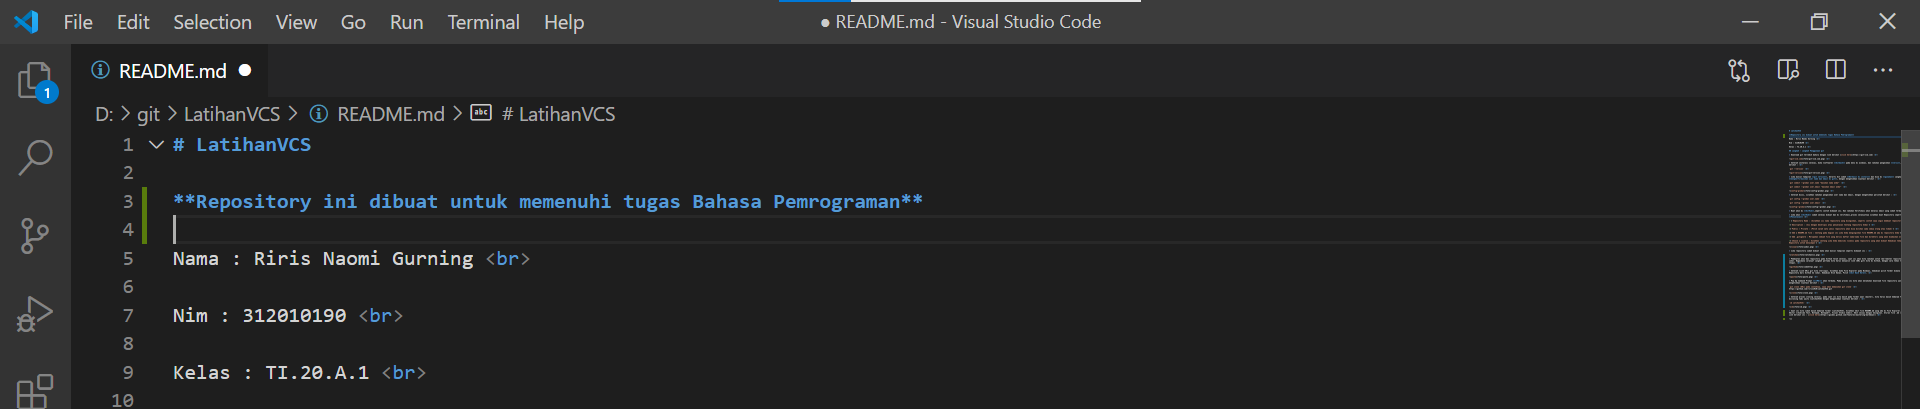 File Edit Selection View Go Run Terminal Help ● README.md - Visual Studio Code
README.md ●
1
D: > git > LatihanVCS > README.md > abc # LatihanVCS
1 # LatihanVCS
2
3 **Repository ini dibuat untuk memenuhi tugas Bahasa Pemrograman**
4
5 Nama : Riris Naomi Gurning <br>
6
7 Nim : 312010190 <br>
8
9 Kelas : TI.20.A.1 <br>
10